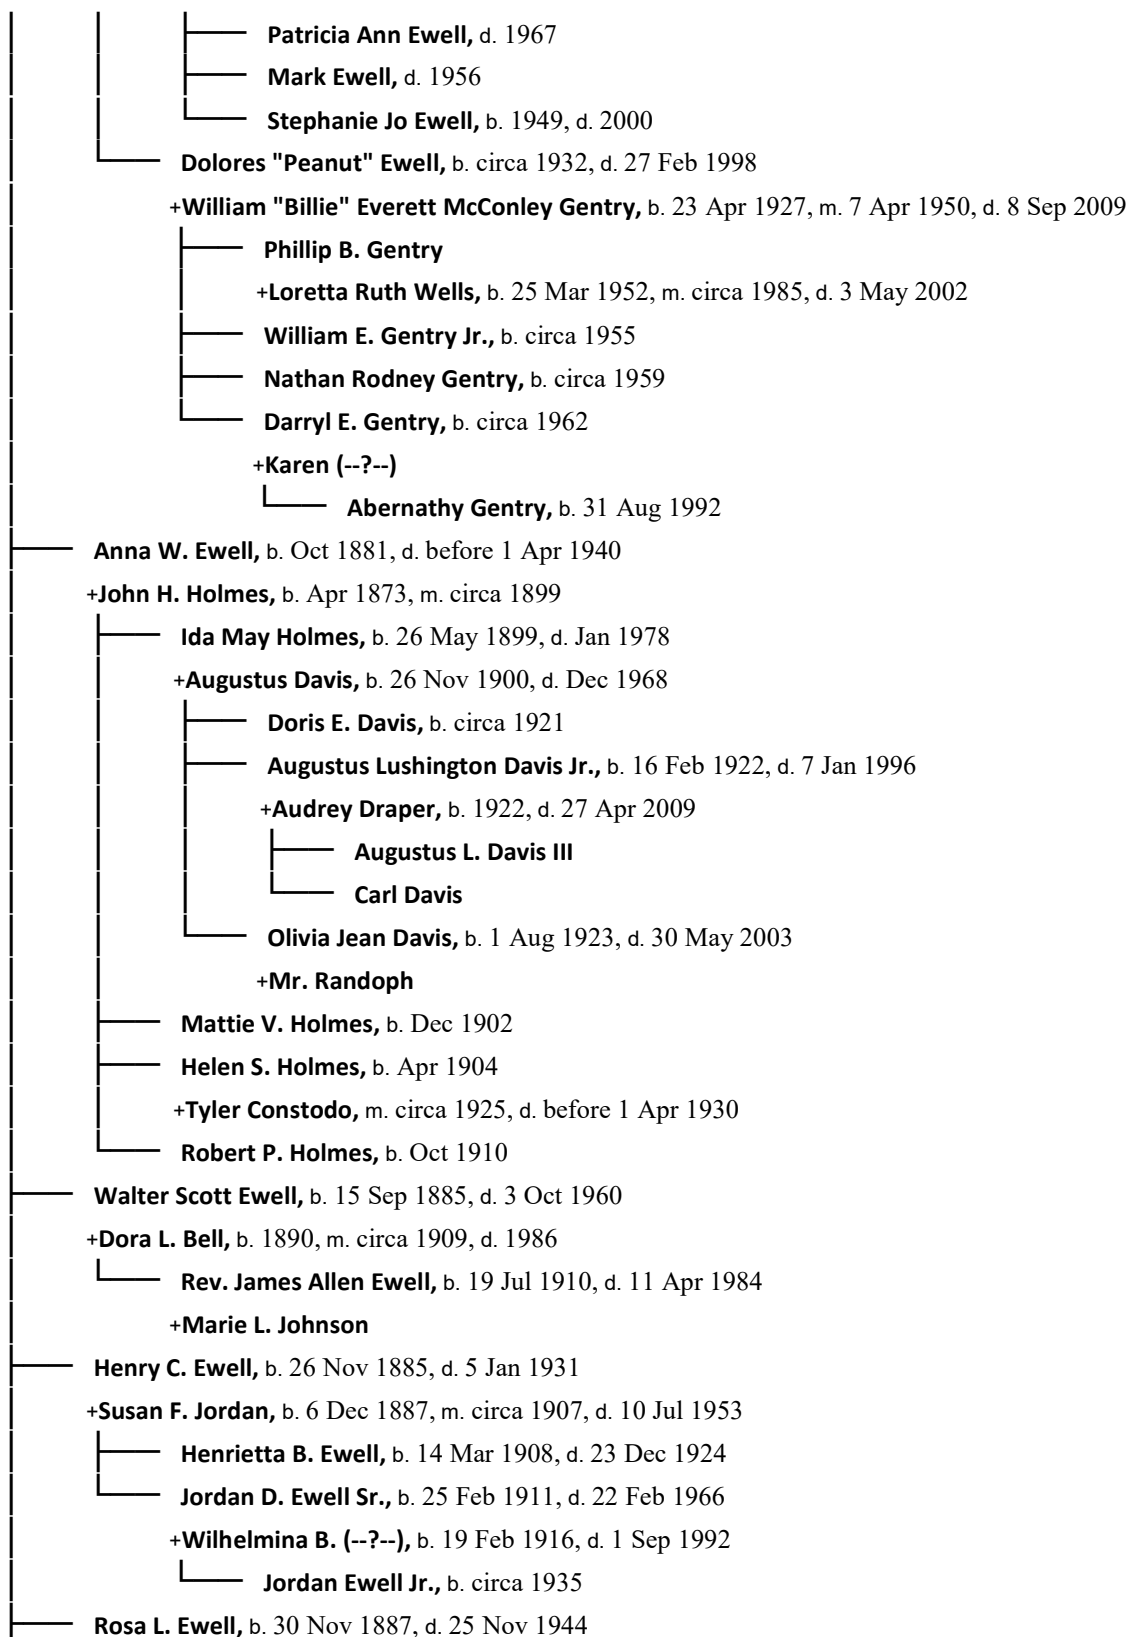 Patricia Ann Ewell, d. 1967
Mark Ewell, d. 1956
Stephanie Jo Ewell, b. 1949, d. 2000
Dolores "Peanut" Ewell, b. circa 1932, d. 27 Feb 1998
+William "Billie" Everett McConley Gentry, b. 23 Apr 1927, m. 7 Apr 1950, d. 8 Sep 2009
Phillip B. Gentry
+Loretta Ruth Wells, b. 25 Mar 1952, m. circa 1985, d. 3 May 2002
William E. Gentry Jr., b. circa 1955
Nathan Rodney Gentry, b. circa 1959
Darryl E. Gentry, b. circa 1962
+Karen (--?--)
Abernathy Gentry, b. 31 Aug 1992
Anna W. Ewell, b. Oct 1881, d. before 1 Apr 1940
+John H. Holmes, b. Apr 1873, m. circa 1899
Ida May Holmes, b. 26 May 1899, d. Jan 1978
+Augustus Davis, b. 26 Nov 1900, d. Dec 1968
Doris E. Davis, b. circa 1921
Augustus Lushington Davis Jr., b. 16 Feb 1922, d. 7 Jan 1996
+Audrey Draper, b. 1922, d. 27 Apr 2009
Augustus L. Davis III
Carl Davis
Olivia Jean Davis, b. 1 Aug 1923, d. 30 May 2003
+Mr. Randoph
Mattie V. Holmes, b. Dec 1902
Helen S. Holmes, b. Apr 1904
+Tyler Constodo, m. circa 1925, d. before 1 Apr 1930
Robert P. Holmes, b. Oct 1910
Walter Scott Ewell, b. 15 Sep 1885, d. 3 Oct 1960
+Dora L. Bell, b. 1890, m. circa 1909, d. 1986
Rev. James Allen Ewell, b. 19 Jul 1910, d. 11 Apr 1984
+Marie L. Johnson
Henry C. Ewell, b. 26 Nov 1885, d. 5 Jan 1931
+Susan F. Jordan, b. 6 Dec 1887, m. circa 1907, d. 10 Jul 1953
Henrietta B. Ewell, b. 14 Mar 1908, d. 23 Dec 1924
Jordan D. Ewell Sr., b. 25 Feb 1911, d. 22 Feb 1966
+Wilhelmina B. (--?--), b. 19 Feb 1916, d. 1 Sep 1992
Jordan Ewell Jr., b. circa 1935
Rosa L. Ewell, b. 30 Nov 1887, d. 25 Nov 1944